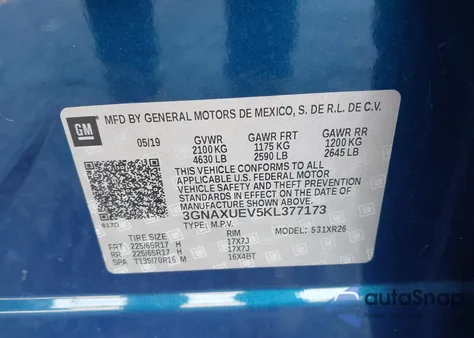 GM
MFD BY GENERAL MOTORS DE MEXICO, S. DE R.L. DE C.V.
05/19 GVWR GAWR FRT GAWR RR
2100 KG 1175 KG 1200 KG
4630 LB 2590 LB 2645 LB
THIS VEHICLE CONFORMS TO ALL
APPLICABLE U.S. FEDERAL MOTOR
VEHICLE SAFETY, BUMPER, AND THEFT PREVENTION
STANDARDS IN EFFECT ON THE DATE OF
MANUFACTURE SHOWN ABOVE.
3GNAXUEV5KL377173
TYPE: M.P.V. MODEL: 531XR26
TIRE SIZE RIM
FRT 225/65R17 H 17X7J
RR 225/65R17 H 17X7J
SPA T135/70R16 M 16X4BT
autoSnap